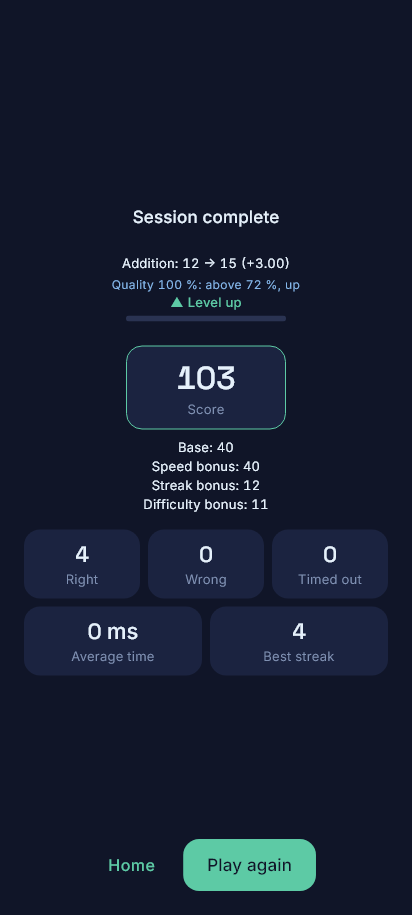 Session complete
Addition: 12 → 15 (+3.00)
Quality 100 %: above 72 %, up
▲ Level up
103
Score
Base: 40
Speed bonus: 40
Streak bonus: 12
Difficulty bonus: 11
4
Right
0
Wrong
0
Timed out
0 ms
Average time
4
Best streak
Home
Play again